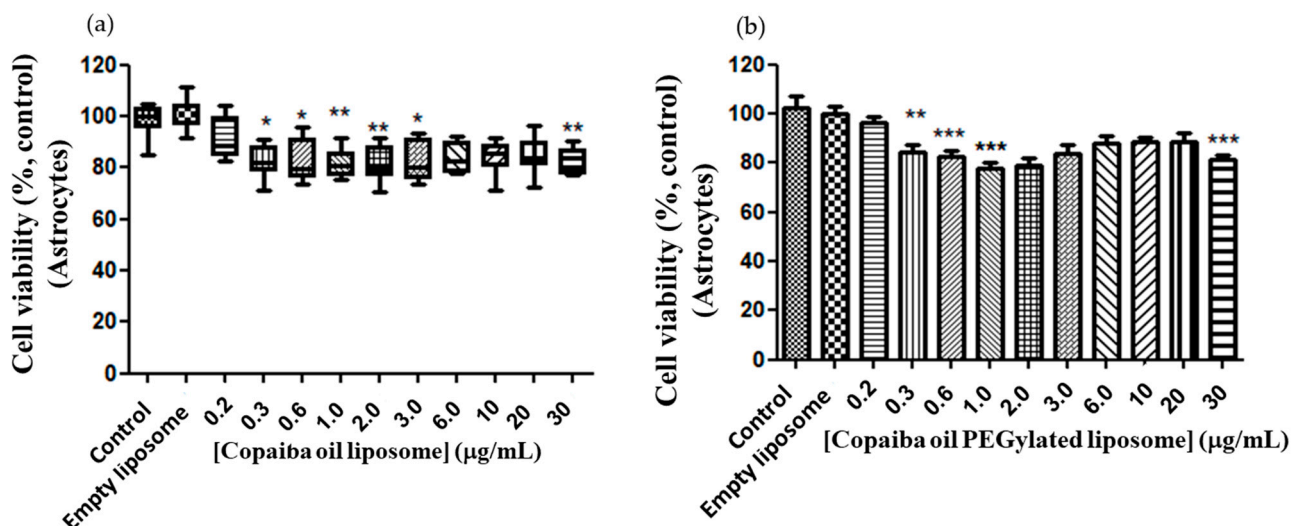 (a)
Cell viability (%, control)
(Astrocytes)
120
100
80
60
40
20
0
* * ** ** * **
Control
Empty liposome
0.2
0.3
0.6
1.0
2.0
3.0
6.0
10
20
30
[Copaiba oil liposome] (μg/mL)
(b)
Cell viability (%, control)
(Astrocytes)
120
100
80
60
40
20
0
** *** *** ***
Control
Empty liposome
0.2
0.3
0.6
1.0
2.0
3.0
6.0
10
20
30
[Copaiba oil PEGylated liposome] (μg/mL)